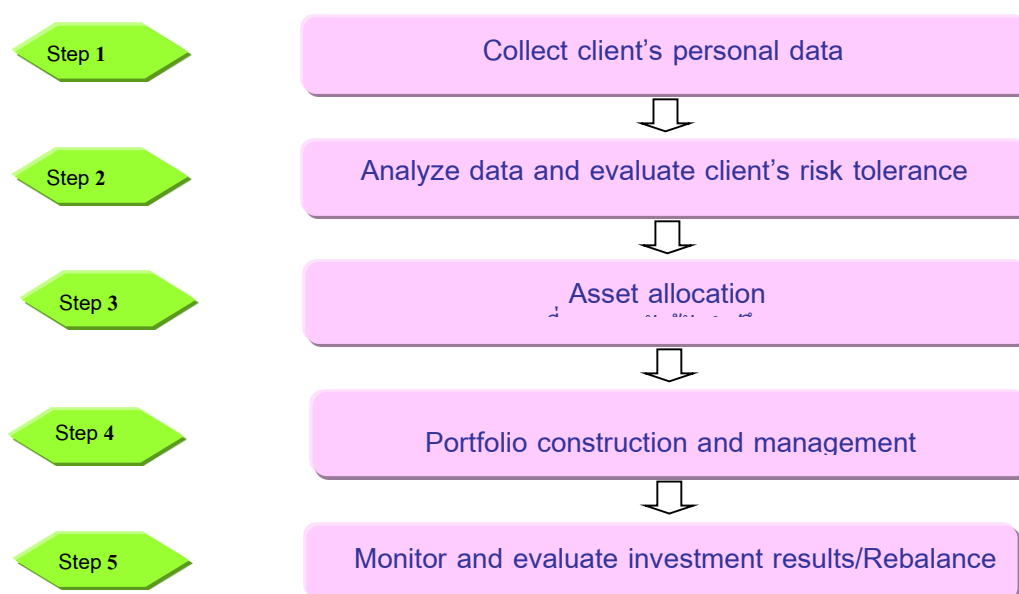 Step 1
Collect client’s personal data
Step 2
Analyze data and evaluate client’s risk tolerance
Step 3
Asset allocation
Step 4
Portfolio construction and management
Step 5
Monitor and evaluate investment results/Rebalance